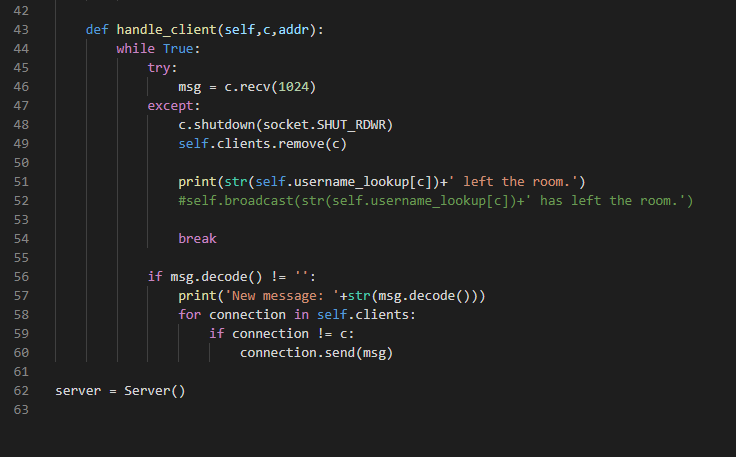 42
43 def handle_client(self,c,addr):
44 while True:
45 try:
46 msg = c.recv(1024)
47 except:
48 c.shutdown(socket.SHUT_RDWR)
49 self.clients.remove(c)
50
51 print(str(self.username_lookup[c])+' left the room.')
52 #self.broadcast(str(self.username_lookup[c])+' has left the room.')
53
54 break
55
56 if msg.decode() != '':
57 print('New message: '+str(msg.decode()))
58 for connection in self.clients:
59 if connection != c:
60 connection.send(msg)
61
62 server = Server()
63